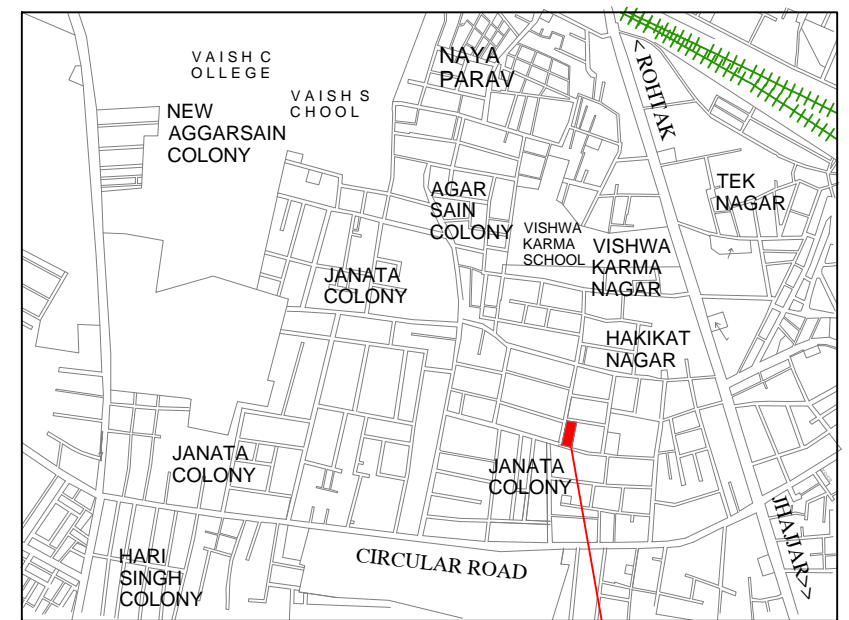 VAISH C
OLLEGE
VAISH S
CHOOL
NAYA
PARAV
< ROHTAK
NEW
AGGARSAIN
COLONY
AGAR
SAIN
COLONY
TEK
NAGAR
VISHWA
KARMA
SCHOOL
VISHWA
KARMA
NAGAR
JANATA
COLONY
HAKIKAT
NAGAR
JANATA
COLONY
JANATA
COLONY
JHAJJAR>>
HARI
SINGH
COLONY
CIRCULAR ROAD